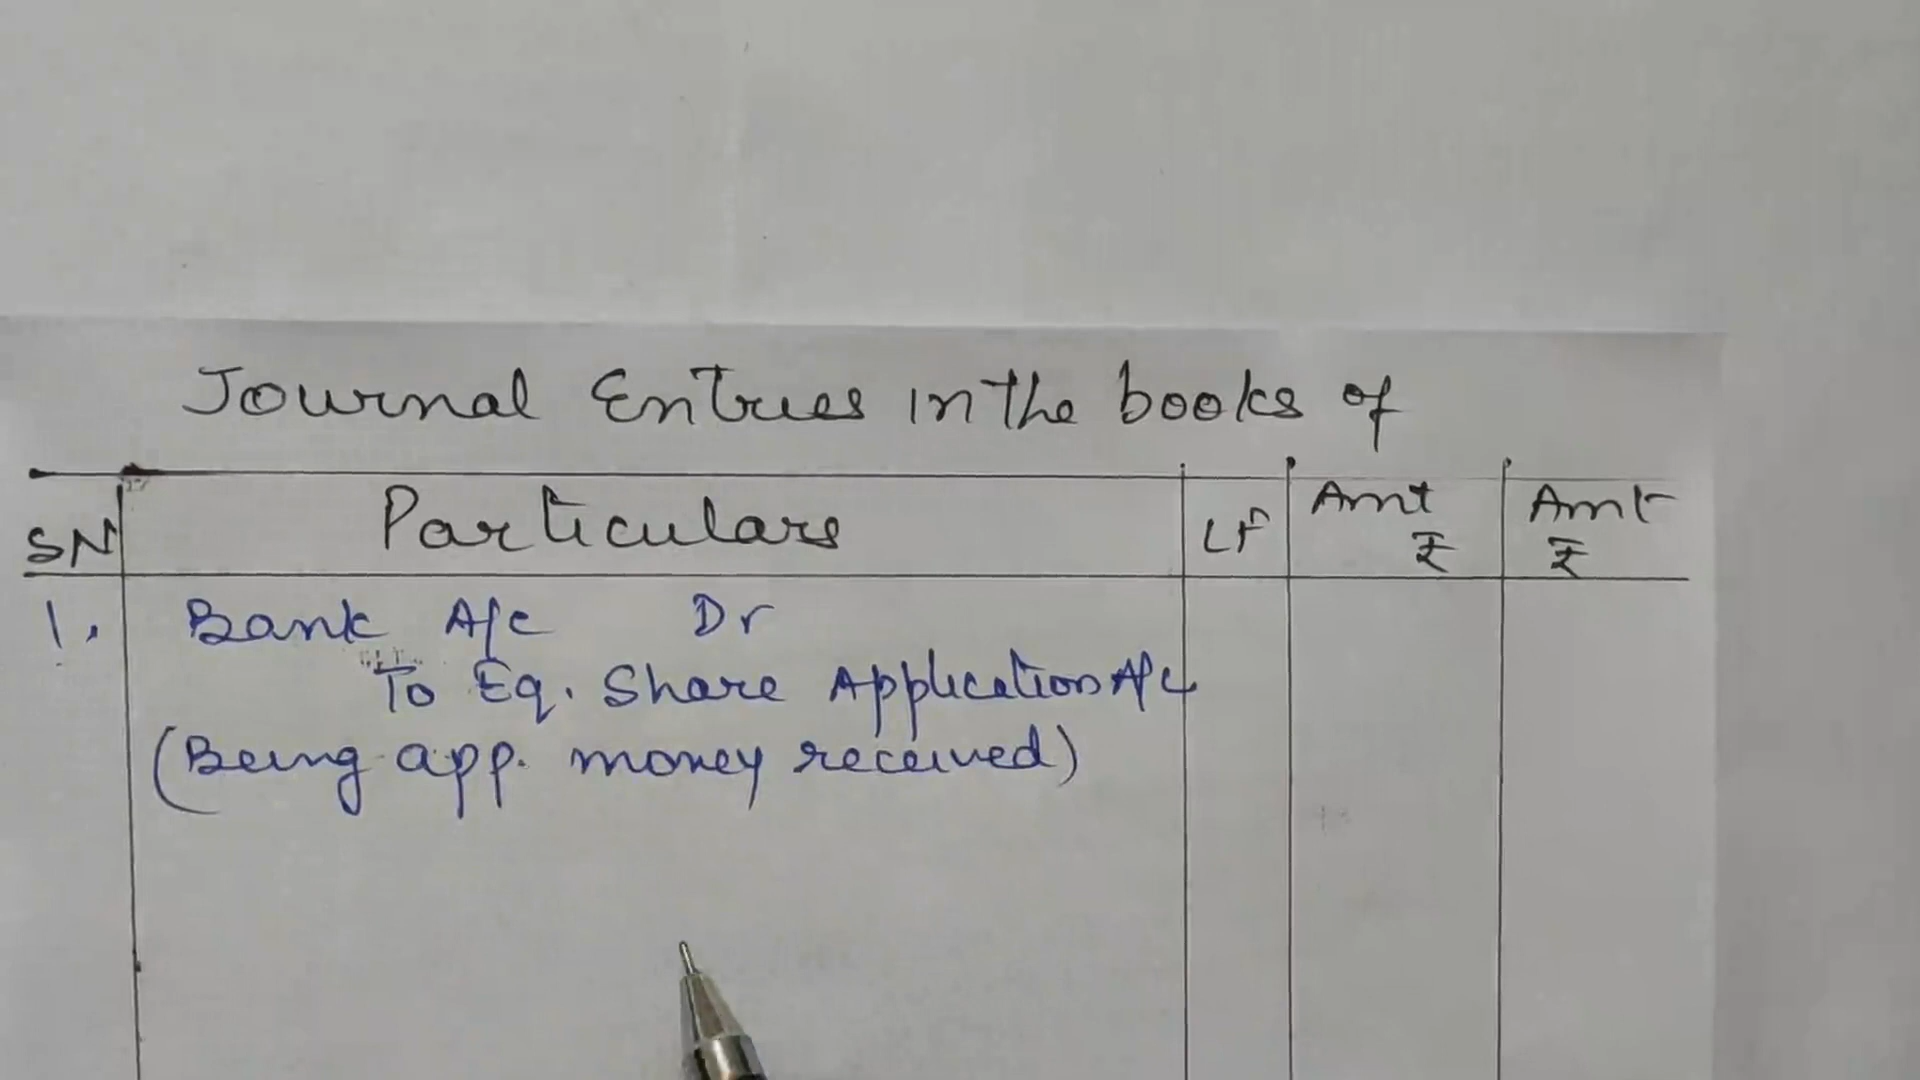 Journal Entries in the books of
SN Particulars LF Amt ₹ Amt ₹
1. Bank A/c Dr
To Eq. Share Application A/c
(Being app. money received)